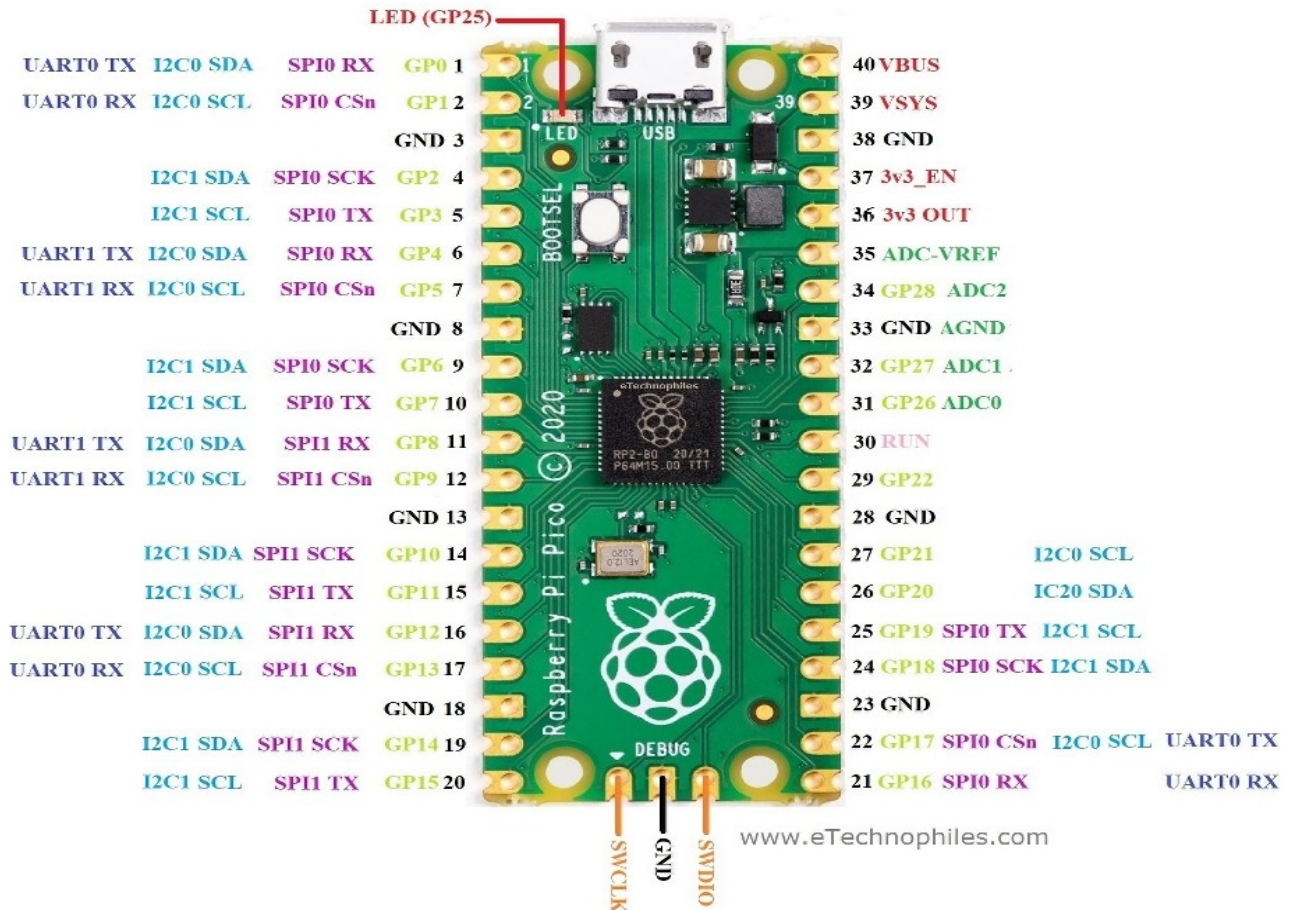 LED (GP25)
UART0 TX I2C0 SDA SPI0 RX GP0 1
UART0 RX I2C0 SCL SPI0 CSn GP1 2
GND 3
I2C1 SDA SPI0 SCK GP2 4
I2C1 SCL SPI0 TX GP3 5
UART1 TX I2C0 SDA SPI0 RX GP4 6
UART1 RX I2C0 SCL SPI0 CSn GP5 7
GND 8
I2C1 SDA SPI0 SCK GP6 9
I2C1 SCL SPI0 TX GP7 10
UART1 TX I2C0 SDA SPI1 RX GP8 11
UART1 RX I2C0 SCL SPI1 CSn GP9 12
GND 13
I2C1 SDA SPI1 SCK GP10 14
I2C1 SCL SPI1 TX GP11 15
UART0 TX I2C0 SDA SPI1 RX GP12 16
UART0 RX I2C0 SCL SPI1 CSn GP13 17
GND 18
I2C1 SDA SPI1 SCK GP14 19
I2C1 SCL SPI1 TX GP15 20
1
2
39
LED
USB
BOOTSEL
eTechnophiles
RP2-B0 20/21
P64M15.00 TTT
Raspberry Pi Pico © 2020
AEL12.0
2020
DEBUG
SWCLK
GND
SWDIO
40 VBUS
39 VSYS
38 GND
37 3v3_EN
36 3v3 OUT
35 ADC-VREF
34 GP28 ADC2
33 GND AGND
32 GP27 ADC1
31 GP26 ADC0
30 RUN
29 GP22
28 GND
27 GP21 I2C0 SCL
26 GP20 IC20 SDA
25 GP19 SPI0 TX I2C1 SCL
24 GP18 SPI0 SCK I2C1 SDA
23 GND
22 GP17 SPI0 CSn I2C0 SCL UART0 TX
21 GP16 SPI0 RX UART0 RX
www.eTechnophiles.com